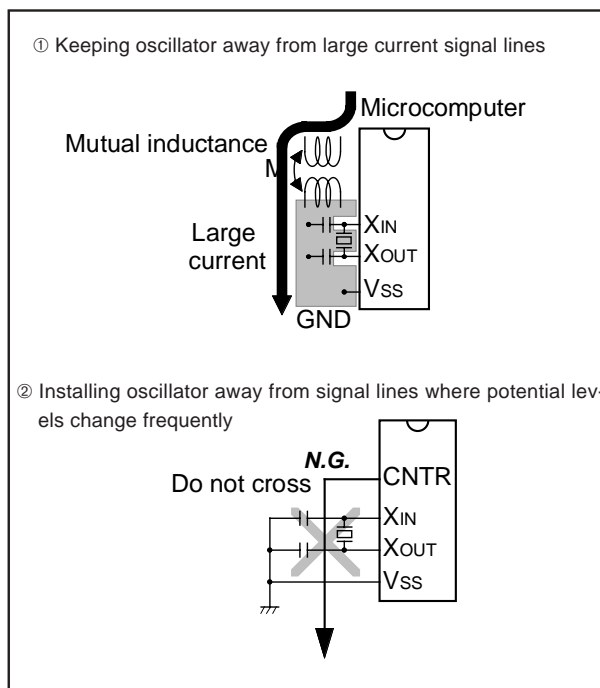 ① Keeping oscillator away from large current signal lines
Microcomputer
Mutual inductance
M
Large
current
XIN
XOUT
VSS
GND
② Installing oscillator away from signal lines where potential lev-
els change frequently
N.G.
Do not cross
CNTR
XIN
XOUT
VSS